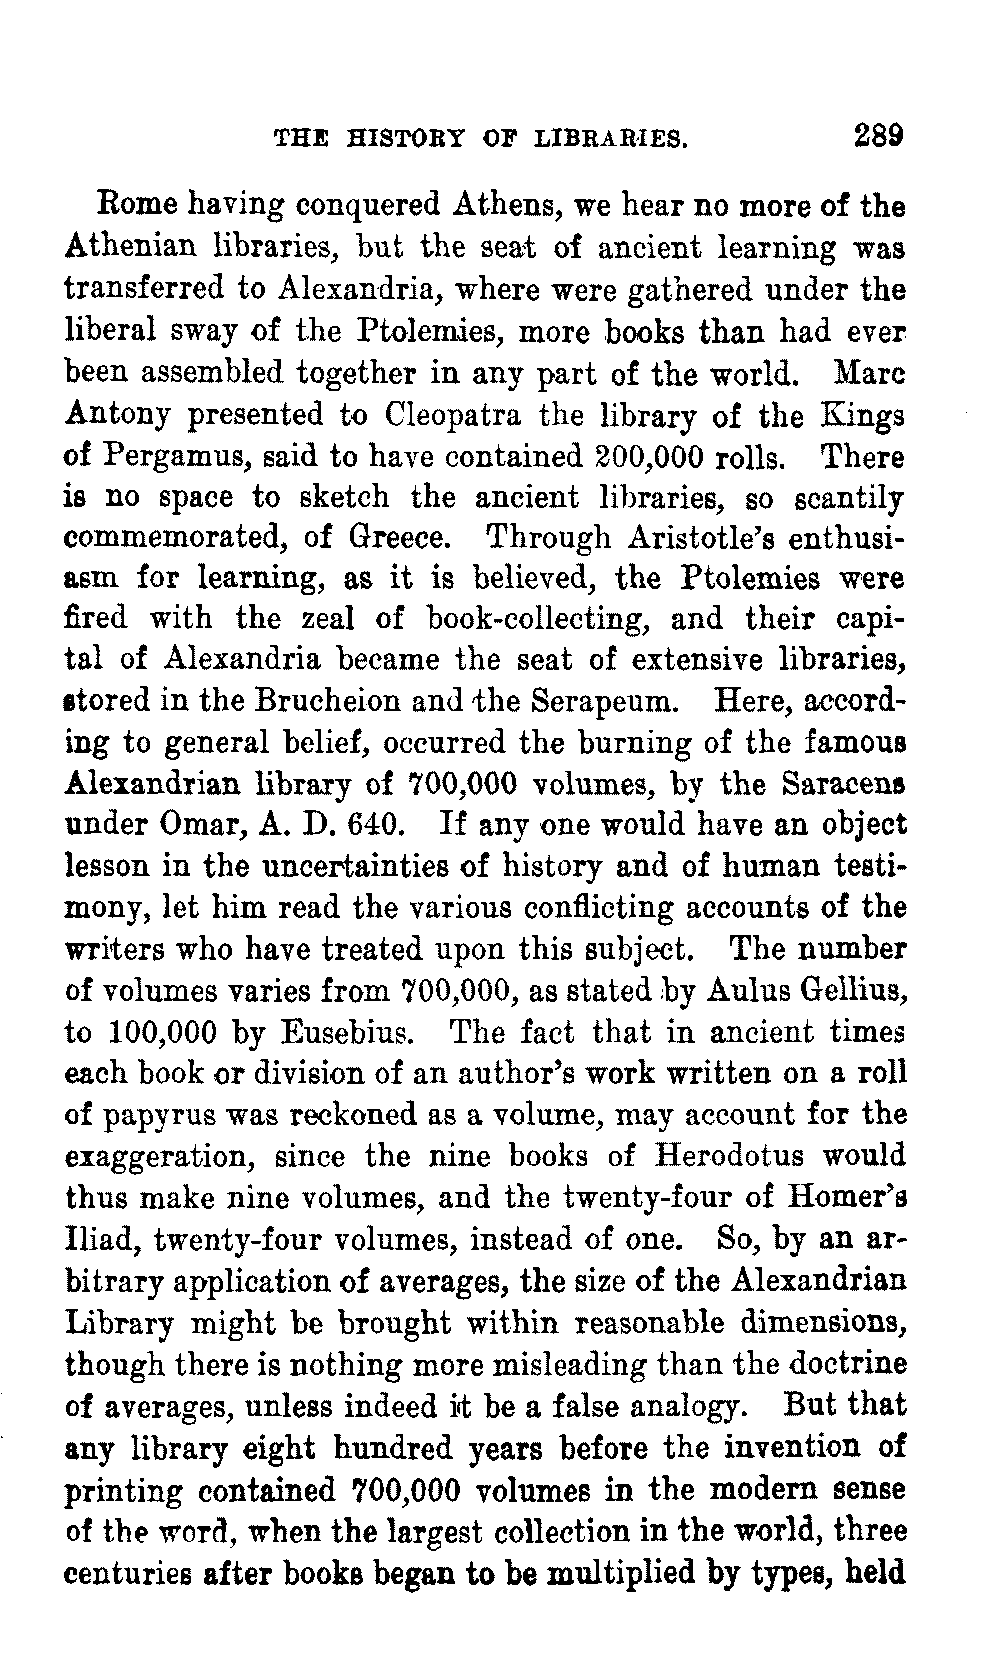 THE HISTORY OF LIBRARIES. 289
Rome having conquered Athens, we hear no more of the
Athenian libraries, but the seat of ancient learning was
transferred to Alexandria, where were gathered under the
liberal sway of the Ptolemies, more books than had ever
been assembled together in any part of the world. Marc
Antony presented to Cleopatra the library of the Kings
of Pergamus, said to have contained 200,000 rolls. There
is no space to sketch the ancient libraries, so scantily
commemorated, of Greece. Through Aristotle's enthusi-
asm for learning, as it is believed, the Ptolemies were
fired with the zeal of book-collecting, and their capi-
tal of Alexandria became the seat of extensive libraries,
stored in the Brucheion and the Serapeum. Here, accord-
ing to general belief, occurred the burning of the famous
Alexandrian library of 700,000 volumes, by the Saracens
under Omar, A. D. 640. If any one would have an object
lesson in the uncertainties of history and of human testi-
mony, let him read the various conflicting accounts of the
writers who have treated upon this subject. The number
of volumes varies from 700,000, as stated by Aulus Gellius,
to 100,000 by Eusebius. The fact that in ancient times
each book or division of an author's work written on a roll
of papyrus was reckoned as a volume, may account for the
exaggeration, since the nine books of Herodotus would
thus make nine volumes, and the twenty-four of Homer's
Iliad, twenty-four volumes, instead of one. So, by an ar-
bitrary application of averages, the size of the Alexandrian
Library might be brought within reasonable dimensions,
though there is nothing more misleading than the doctrine
of averages, unless indeed it be a false analogy. But that
any library eight hundred years before the invention of
printing contained 700,000 volumes in the modern sense
of the word, when the largest collection in the world, three
centuries after books began to be multiplied by types, held